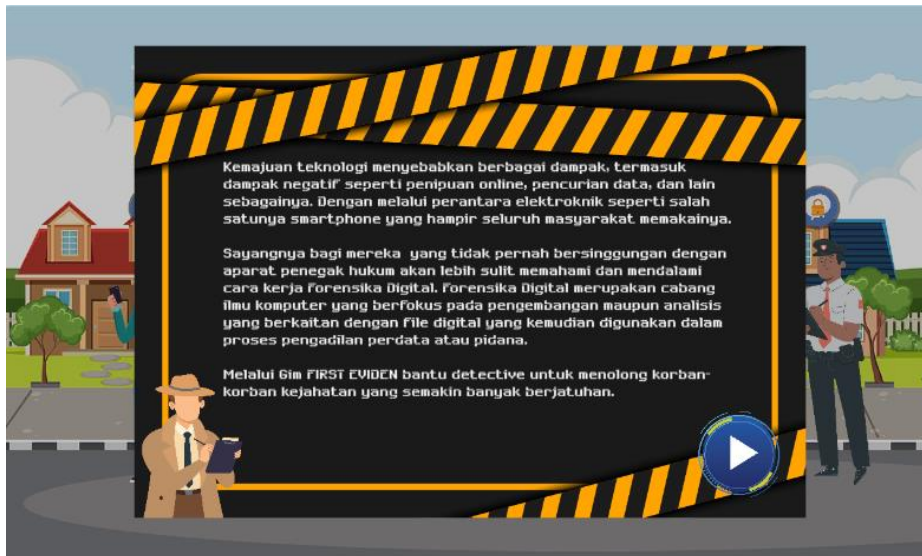 Kemajuan teknologi menyebabkan berbagai dampak, termasuk
dampak negatif seperti penipuan online, pencurian data, dan lain
sebagainya. Dengan melalui perantara elektroknik seperti salah
satunya smartphone yang hampir seluruh masyarakat memakainya.
Sayangnya bagi mereka yang tidak pernah bersinggungan dengan
aparat penegak hukum akan lebih sulit memahami dan mendalami
cara kerja Forensika Digital. Forensika Digital merupakan cabang
ilmu komputer yang berfokus pada pengembangan maupun analisis
yang berkaitan dengan file digital yang kemudian digunakan dalam
proses pengadilan perdata atau pidana.
Melalui Gim FIRST EVIDEN bantu detective untuk menolong korban-
korban kejahatan yang semakin banyak berjatuhan.